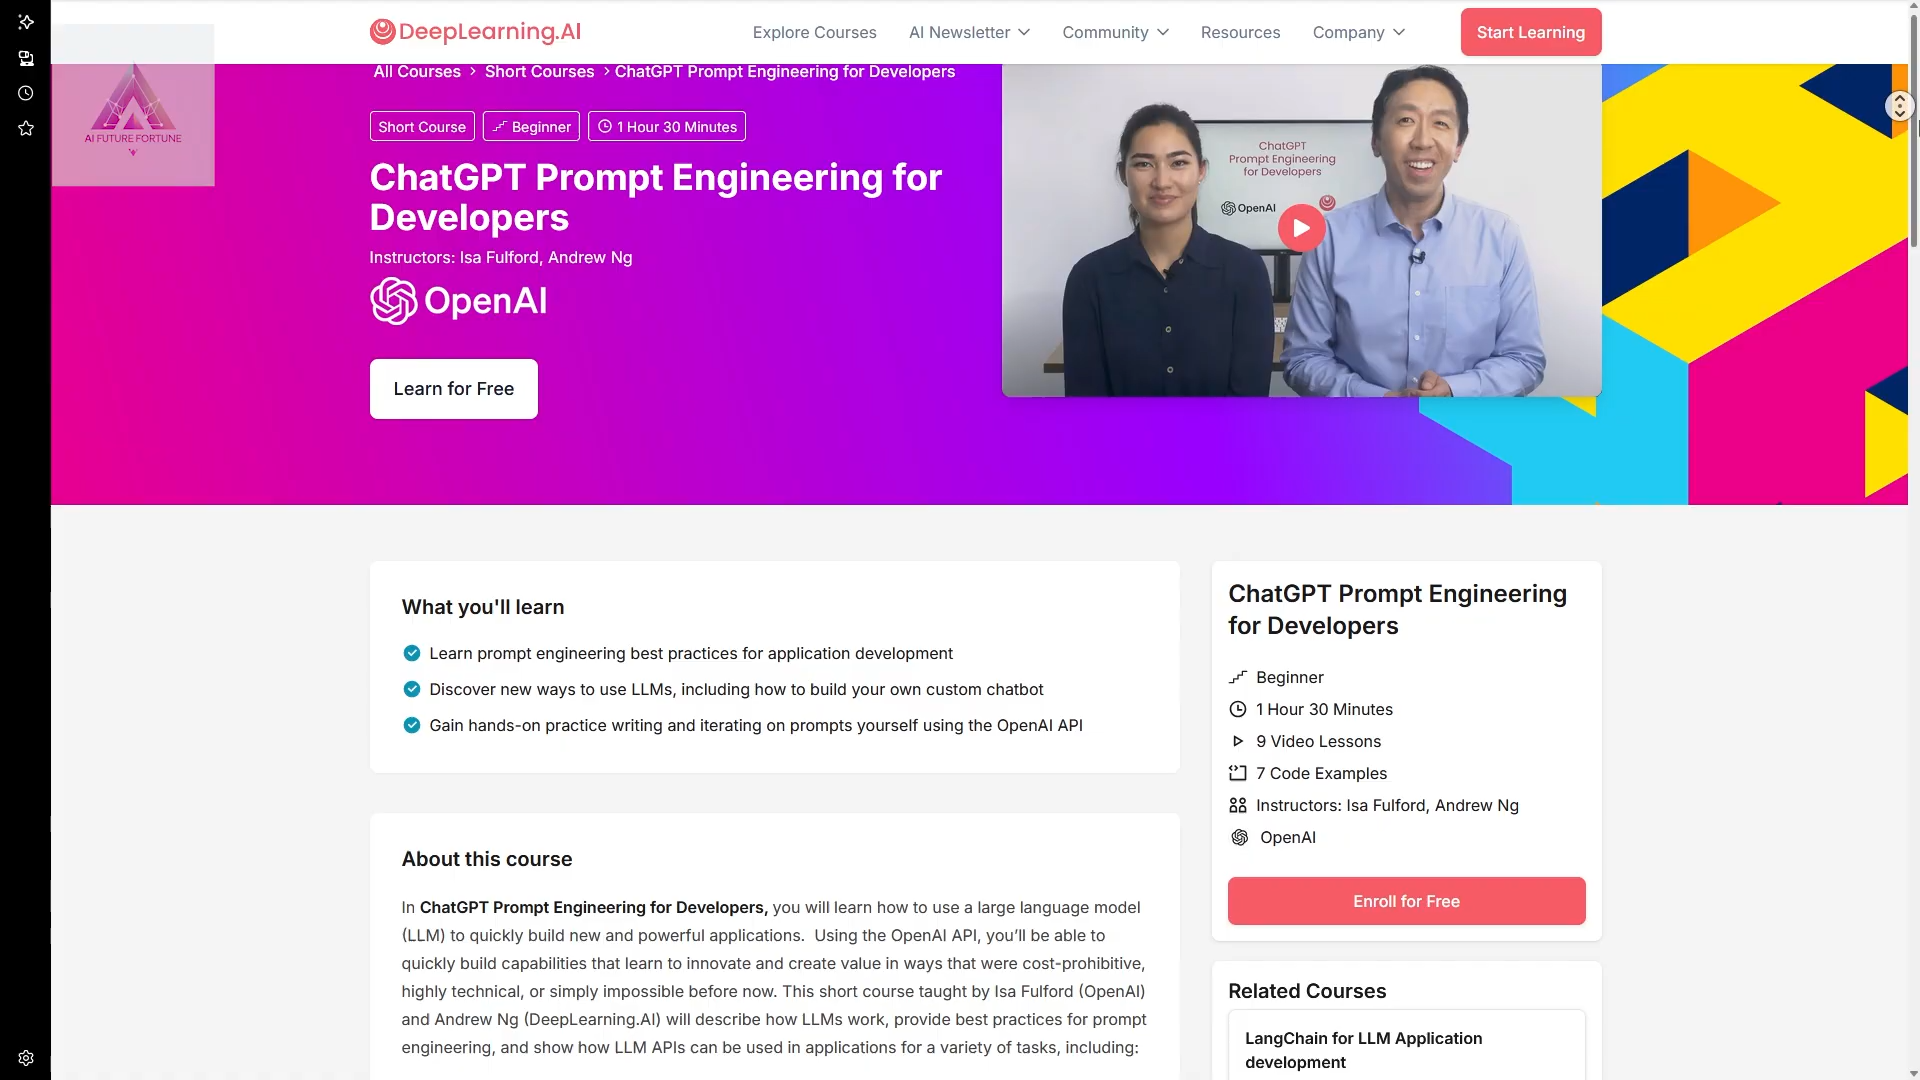 DeepLearning.AI
Explore Courses
AI Newsletter
Community
Resources
Company
Start Learning
All Courses > Short Courses > ChatGPT Prompt Engineering for Developers
AI FUTURE FORTUNE
Short Course
Beginner
1 Hour 30 Minutes
ChatGPT Prompt Engineering for
Developers
Instructors: Isa Fulford, Andrew Ng
OpenAI
Learn for Free
ChatGPT
Prompt Engineering
for Developers
OpenAI
What you'll learn
Learn prompt engineering best practices for application development
Discover new ways to use LLMs, including how to build your own custom chatbot
Gain hands-on practice writing and iterating on prompts yourself using the OpenAI API
About this course
In ChatGPT Prompt Engineering for Developers, you will learn how to use a large language model
(LLM) to quickly build new and powerful applications.  Using the OpenAI API, you’ll be able to
quickly build capabilities that learn to innovate and create value in ways that were cost-prohibitive,
highly technical, or simply impossible before now. This short course taught by Isa Fulford (OpenAI)
and Andrew Ng (DeepLearning.AI) will describe how LLMs work, provide best practices for prompt
engineering, and show how LLM APIs can be used in applications for a variety of tasks, including:
ChatGPT Prompt Engineering
for Developers
Beginner
1 Hour 30 Minutes
9 Video Lessons
7 Code Examples
Instructors: Isa Fulford, Andrew Ng
OpenAI
Enroll for Free
Related Courses
LangChain for LLM Application
development